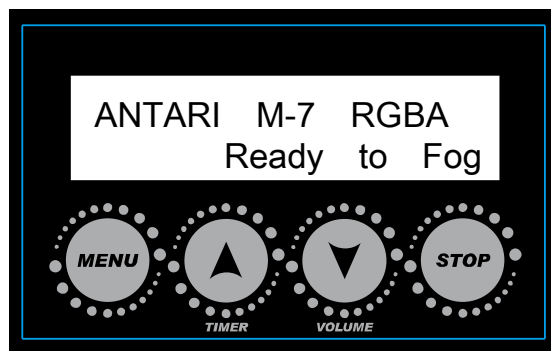 ANTARI M-7 RGBA
Ready to Fog
MENU
STOP
TIMER
VOLUME